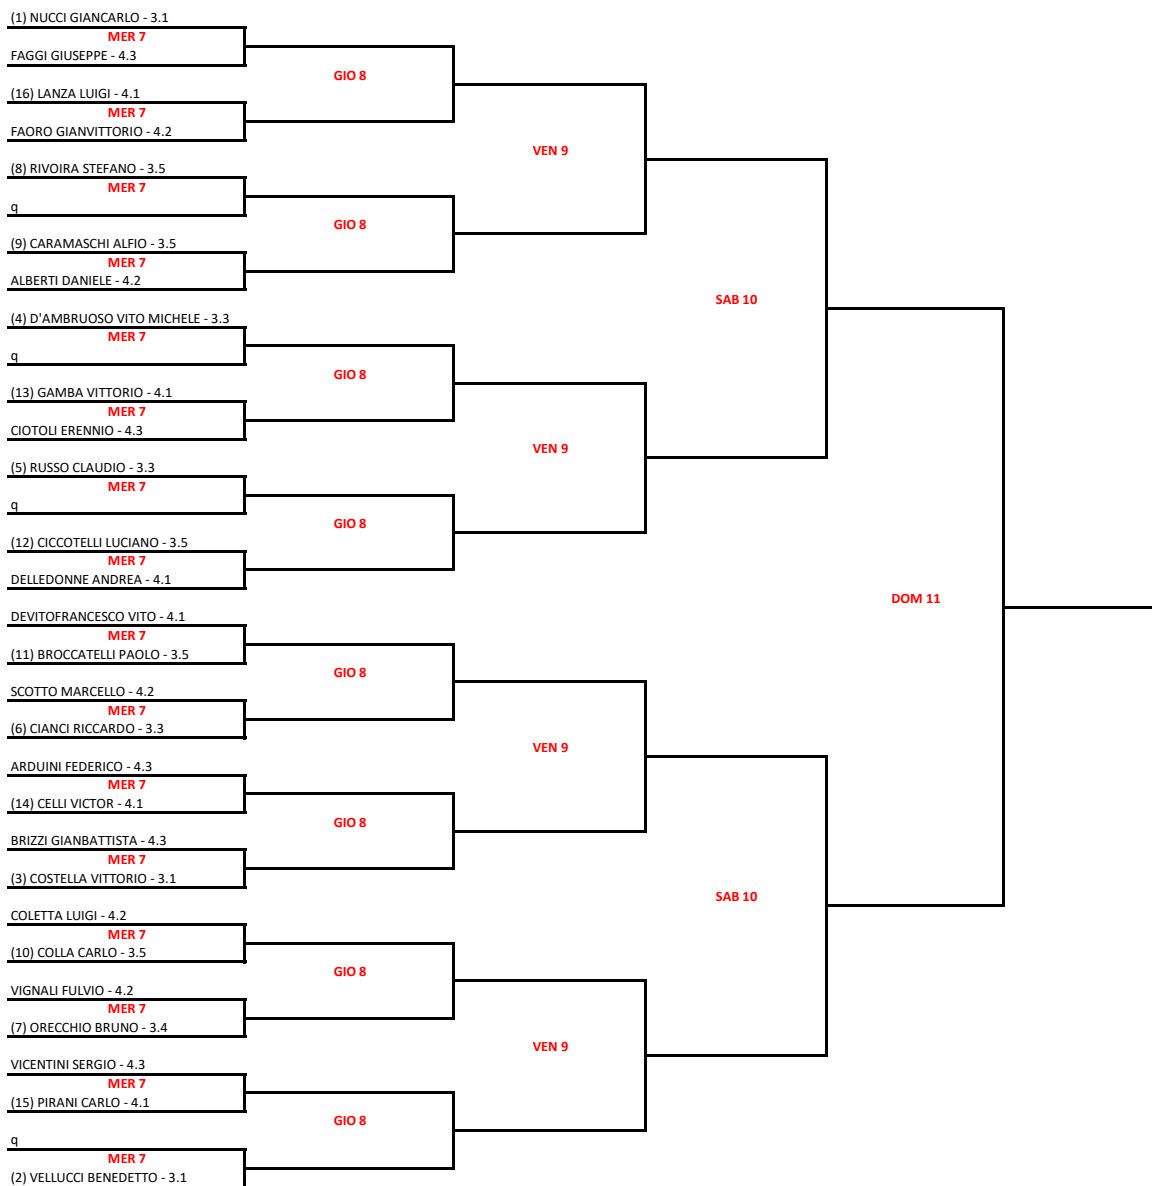 (1) NUCCI GIANCARLO - 3.1
MER 7
FAGGI GIUSEPPE - 4.3
GIO 8
(16) LANZA LUIGI - 4.1
MER 7
FAORO GIANVITTORIO - 4.2
VEN 9
(8) RIVOIRA STEFANO - 3.5
MER 7
q
GIO 8
(9) CARAMASCHI ALFIO - 3.5
MER 7
ALBERTI DANIELE - 4.2
SAB 10
(4) D'AMBRUOSO VITO MICHELE - 3.3
MER 7
q
GIO 8
(13) GAMBA VITTORIO - 4.1
MER 7
CIOTOLI ERENNIO - 4.3
VEN 9
(5) RUSSO CLAUDIO - 3.3
MER 7
q
GIO 8
(12) CICCOTELLI LUCIANO - 3.5
MER 7
DELLEDONNE ANDREA - 4.1
DOM 11
DEVITOFRANCESCO VITO - 4.1
MER 7
(11) BROCCATELLI PAOLO - 3.5
GIO 8
SCOTTO MARCELLO - 4.2
MER 7
(6) CIANCI RICCARDO - 3.3
VEN 9
ARDUINI FEDERICO - 4.3
MER 7
(14) CELLI VICTOR - 4.1
GIO 8
BRIZZI GIANBATTISTA - 4.3
MER 7
(3) COSTELLA VITTORIO - 3.1
SAB 10
COLETTA LUIGI - 4.2
MER 7
(10) COLLA CARLO - 3.5
GIO 8
VIGNALI FULVIO - 4.2
MER 7
(7) ORECCHIO BRUNO - 3.4
VEN 9
VICENTINI SERGIO - 4.3
MER 7
(15) PIRANI CARLO - 4.1
GIO 8
q
MER 7
(2) VELLUCCI BENEDETTO - 3.1